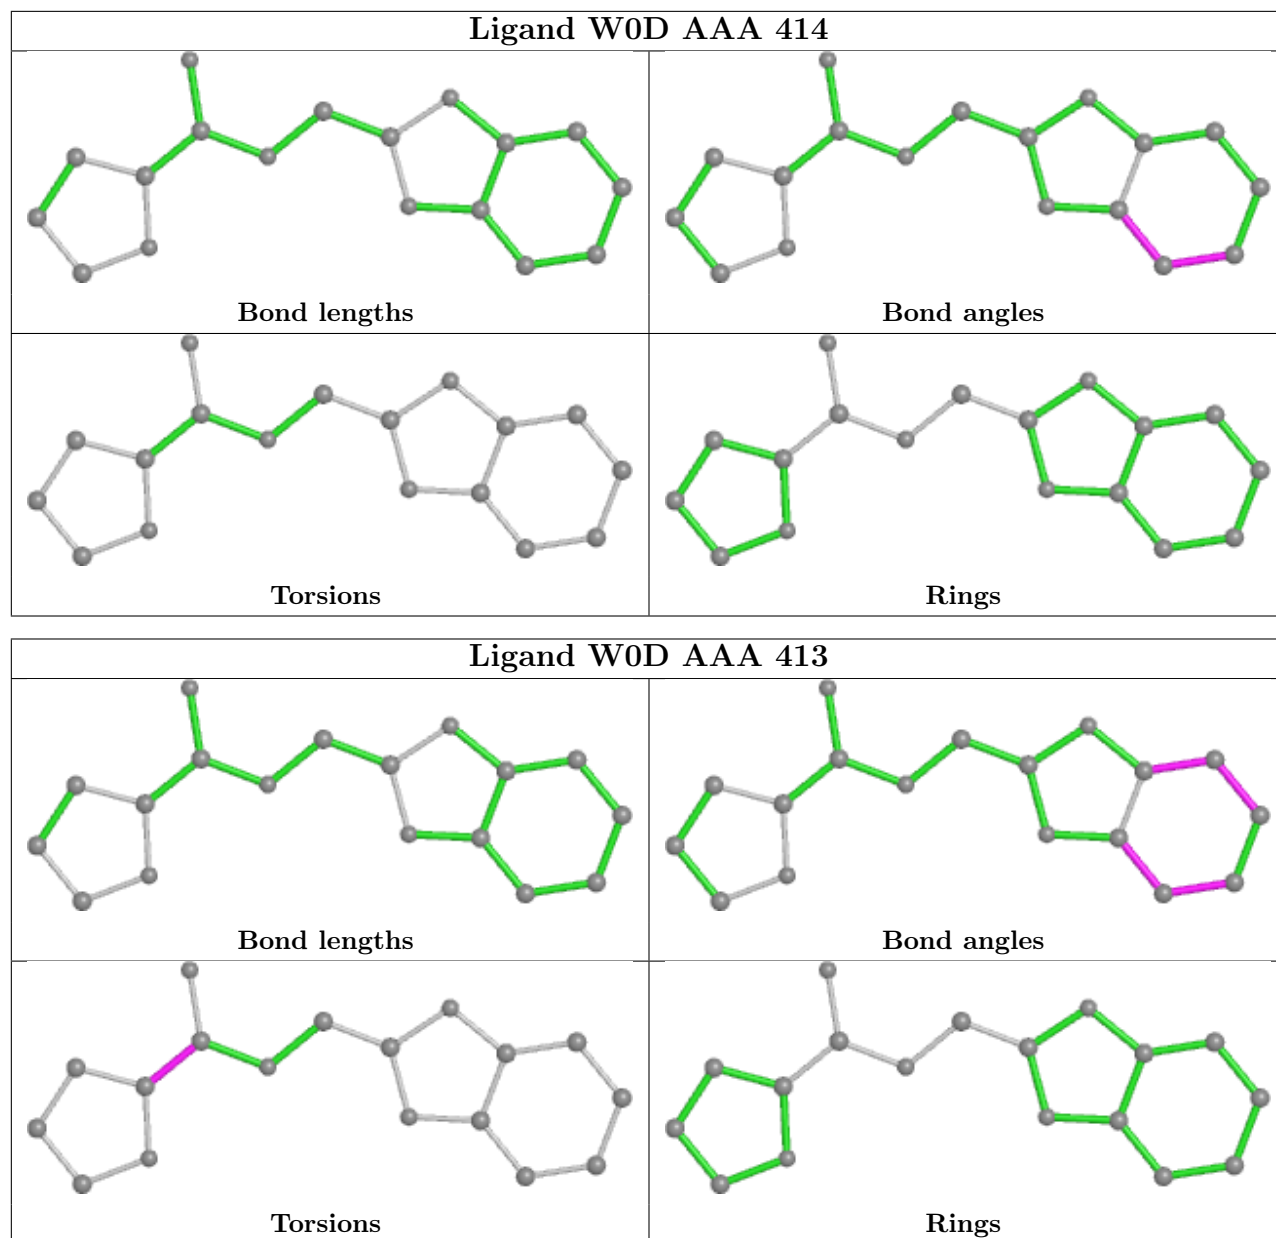 Ligand W0D AAA 414
Bond lengths
Bond angles
Torsions
Rings
Ligand W0D AAA 413
Bond lengths
Bond angles
Torsions
Rings